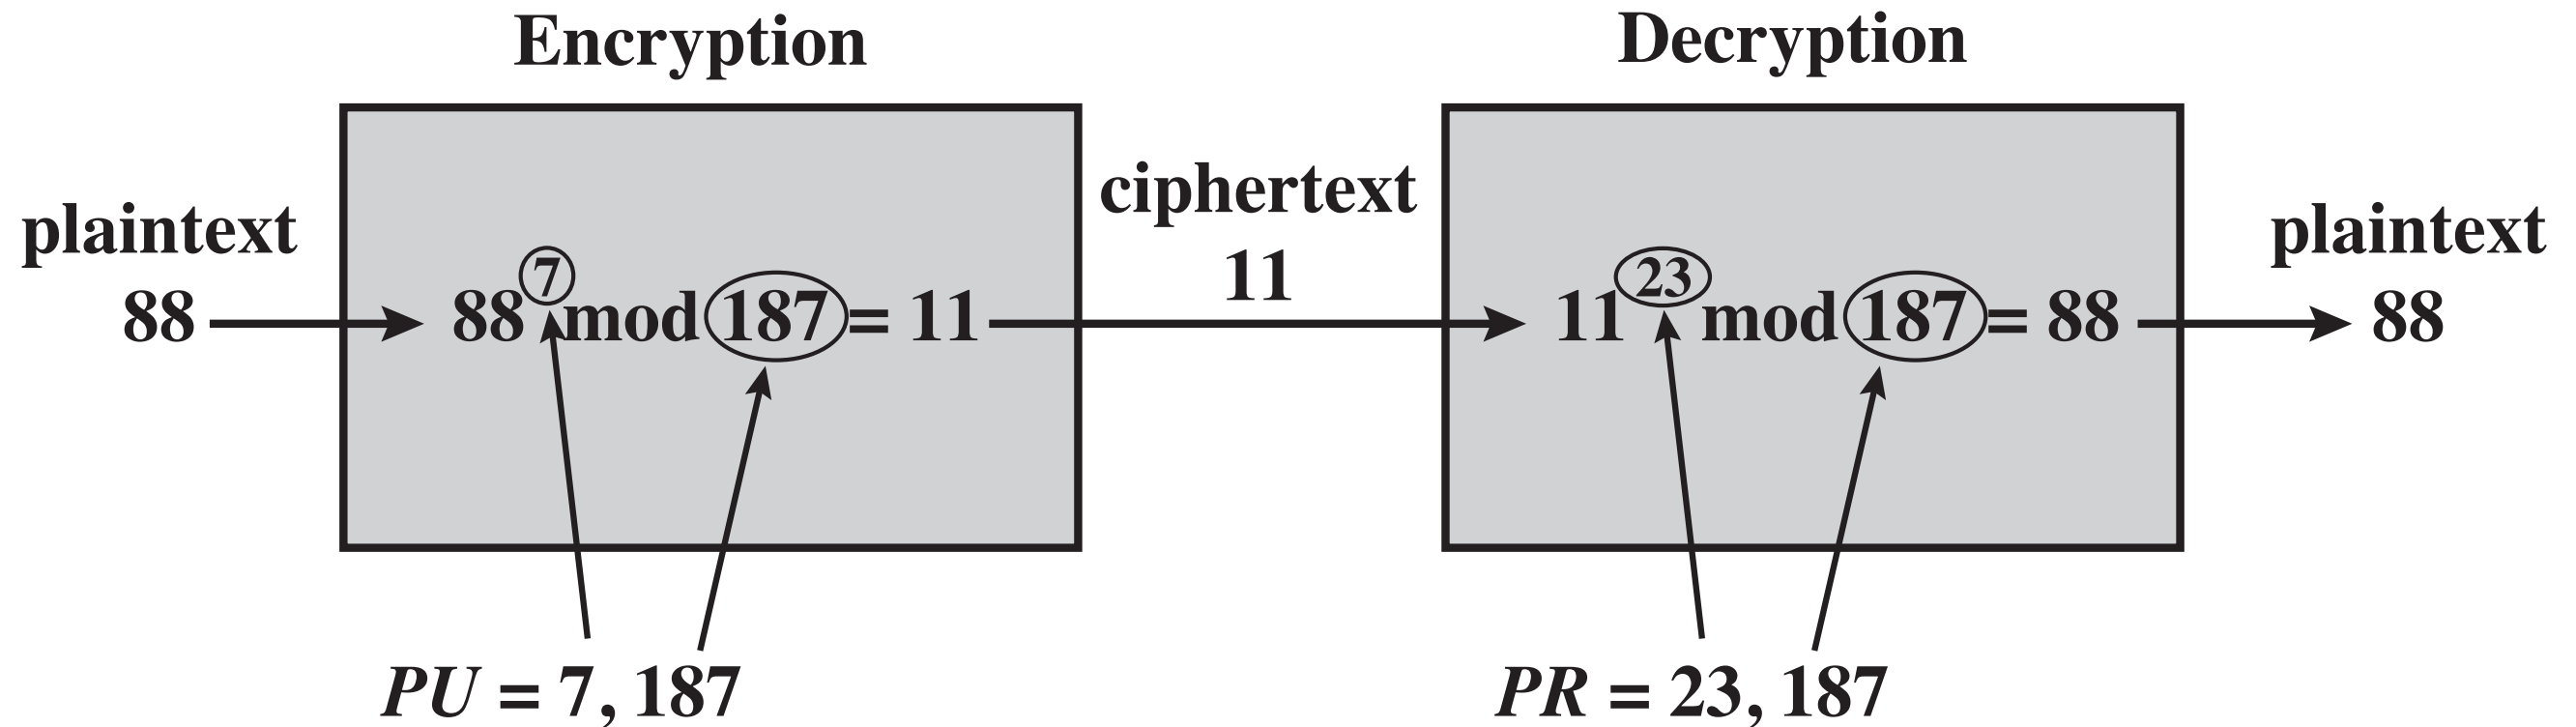 Encryption
Decryption
plaintext
88
88^7 mod 187 = 11
ciphertext
11
11^23 mod 187 = 88
plaintext
88
PU = 7, 187
PR = 23, 187